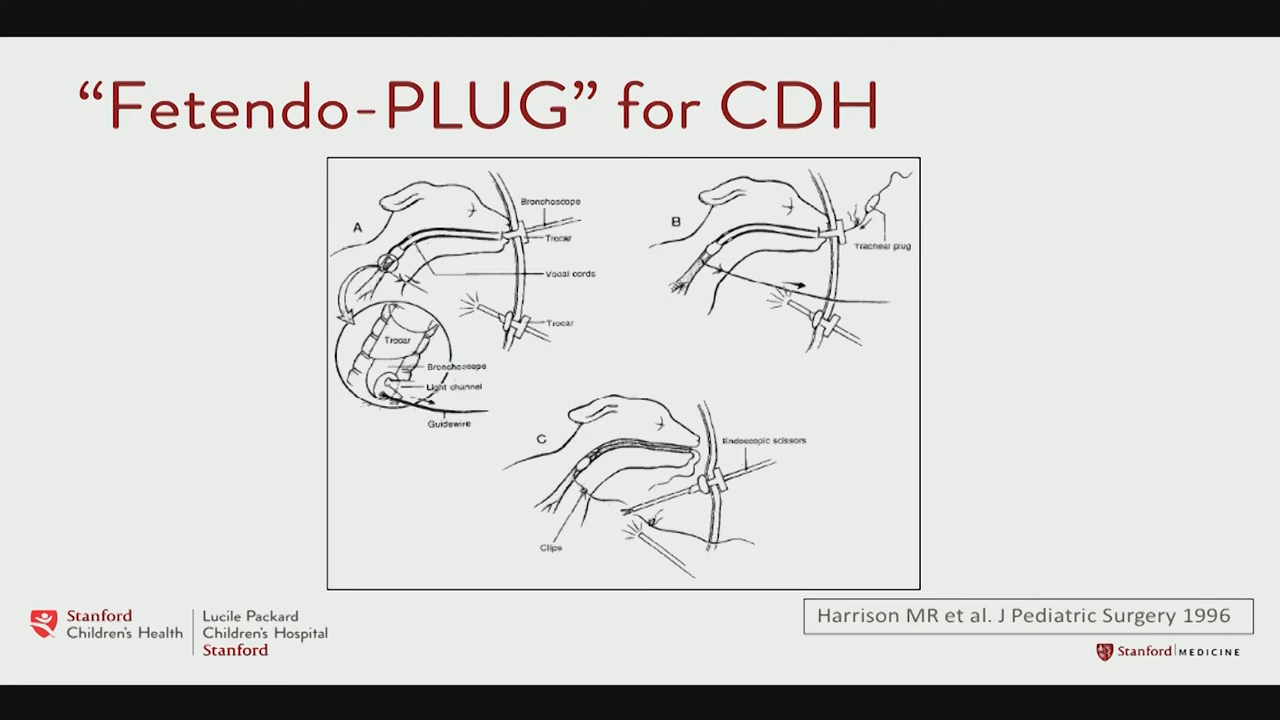 “Fetendo-PLUG” for CDH
A
Bronchoscope
Trocar
Vocal cords
Trocar
Trocar
Bronchoscope
Light channel
Guidewire
B
Tracheal plug
C
Endoscopic scissors
Clips
Harrison MR et al. J Pediatric Surgery 1996
Stanford
Children's Health
Lucile Packard
Children's Hospital
Stanford
Stanford MEDICINE